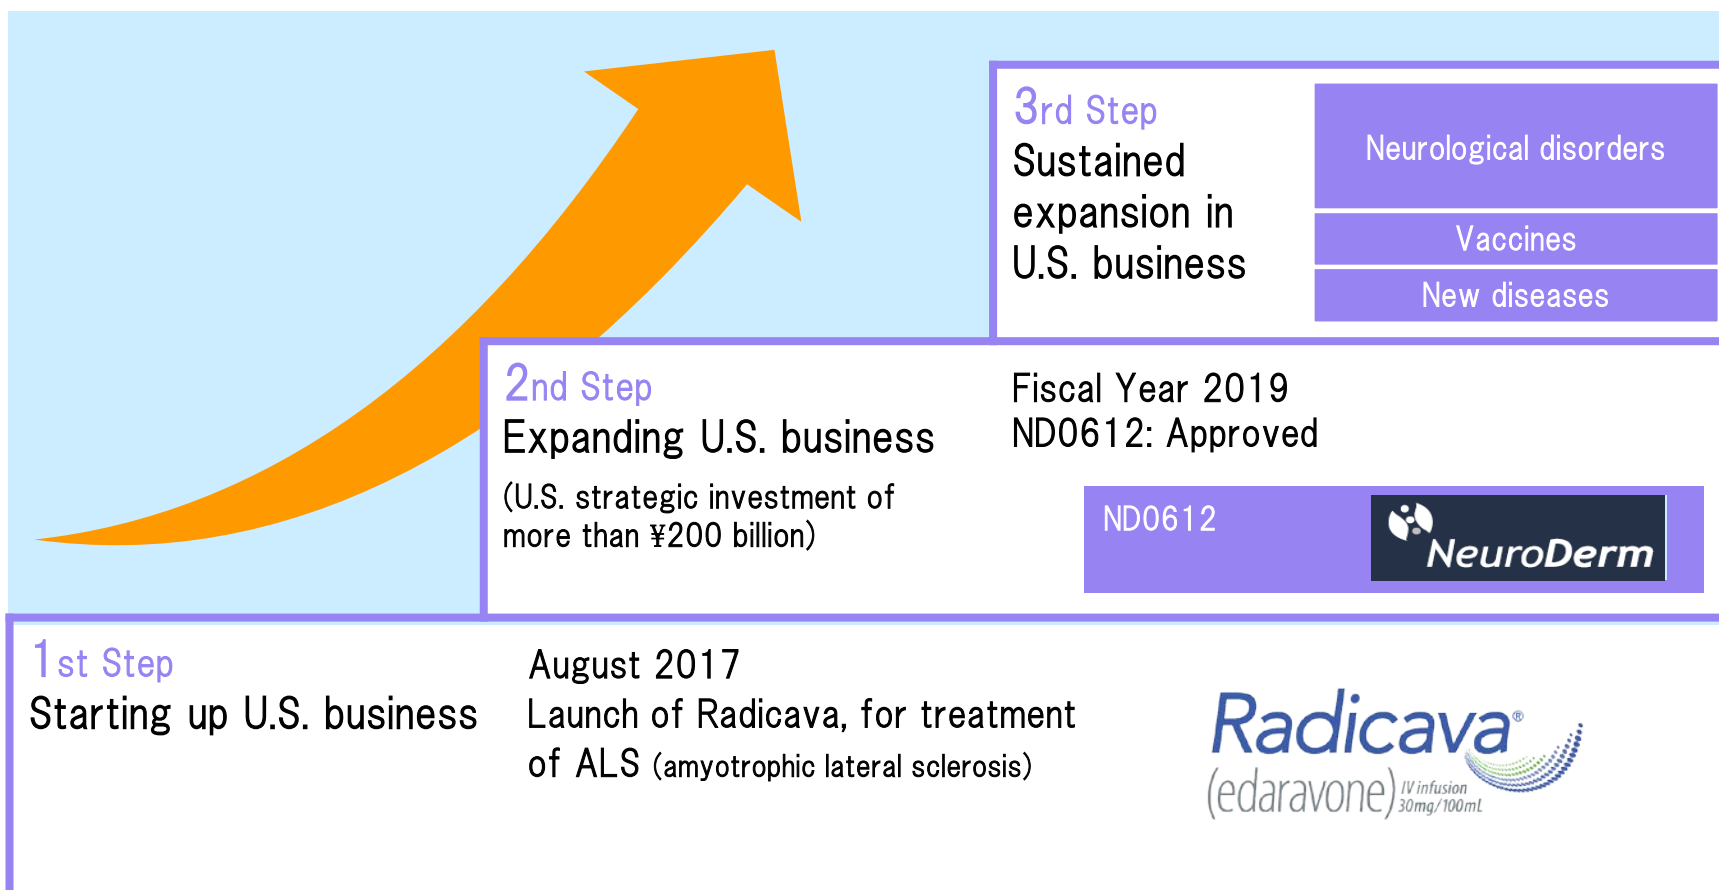 3rd Step
Sustained
expansion in
U.S. business
Neurological disorders
Vaccines
New diseases
2nd Step
Expanding U.S. business
(U.S. strategic investment of
more than ¥200 billion)
Fiscal Year 2019
ND0612: Approved
ND0612
NeuroDerm
1st Step
Starting up U.S. business
August 2017
Launch of Radicava, for treatment
of ALS (amyotrophic lateral sclerosis)
Radicava®
(edaravone) IV infusion
30mg/100mL